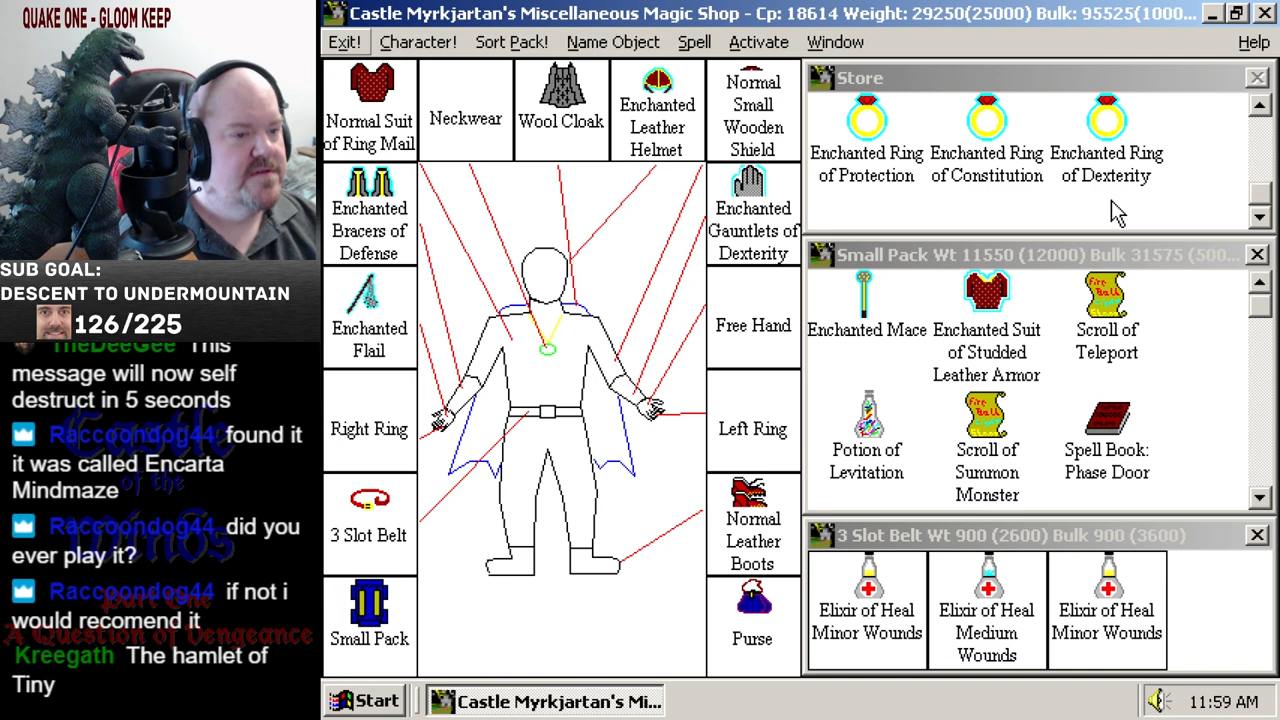 QUAKE ONE - GLOOM KEEP
SUB GOAL:
DESCENT TO UNDERMOUNTAIN
126/225
TheDeeGee This
message will now self
destruct in 5 seconds
Raccoondog44 found it
it was called Encarta
Mindmaze
Raccoondog44 did you
ever play it?
Raccoondog44 if not i
would recomend it
Kreegath The hamlet of
Tiny
Castle
of the
Winds
Part One
A Question of Vengeance
Castle Myrkjartan's Miscellaneous Magic Shop - Cp: 18614 Weight: 29250(25000) Bulk: 95525(1000...
Exit! Character! Sort Pack! Name Object Spell Activate Window Help
Normal Suit
of Ring Mail
Neckwear
Wool Cloak
Enchanted
Leather
Helmet
Normal
Small
Wooden
Shield
Enchanted
Bracers of
Defense
Enchanted
Gauntlets of
Dexterity
Enchanted
Flail
Free Hand
Right Ring
Left Ring
3 Slot Belt
Normal
Leather
Boots
Small Pack
Purse
Store
Enchanted Ring
of Protection
Enchanted Ring
of Constitution
Enchanted Ring
of Dexterity
Small Pack Wt 11550 (12000) Bulk 31575 (500...
Enchanted Mace
Enchanted Suit
of Studded
Leather Armor
Scroll of
Teleport
Potion of
Levitation
Scroll of
Summon
Monster
Spell Book:
Phase Door
3 Slot Belt Wt 900 (2600) Bulk 900 (3600)
Elixir of Heal
Minor Wounds
Elixir of Heal
Medium
Wounds
Elixir of Heal
Minor Wounds
Start
Castle Myrkjartan's Mi...
11:59 AM